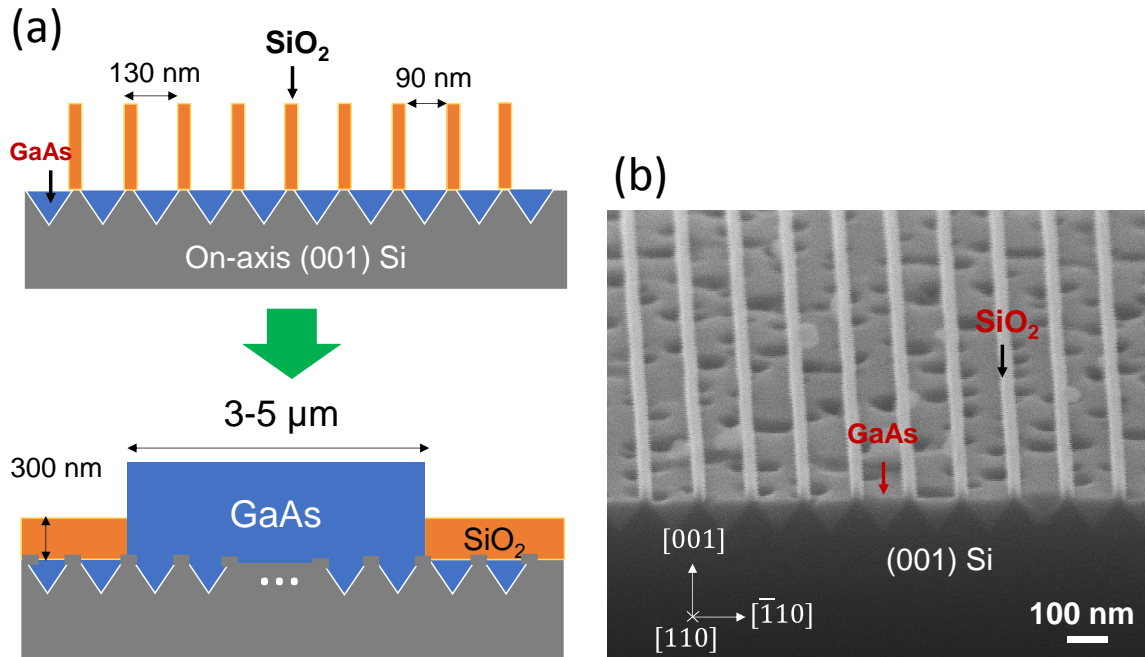 (a)
SiO₂
130 nm
90 nm
GaAs
On-axis (001) Si
3-5 µm
300 nm
GaAs
SiO₂
(b)
SiO₂
GaAs
(001) Si
[001]
[1̅10]
[110]
100 nm